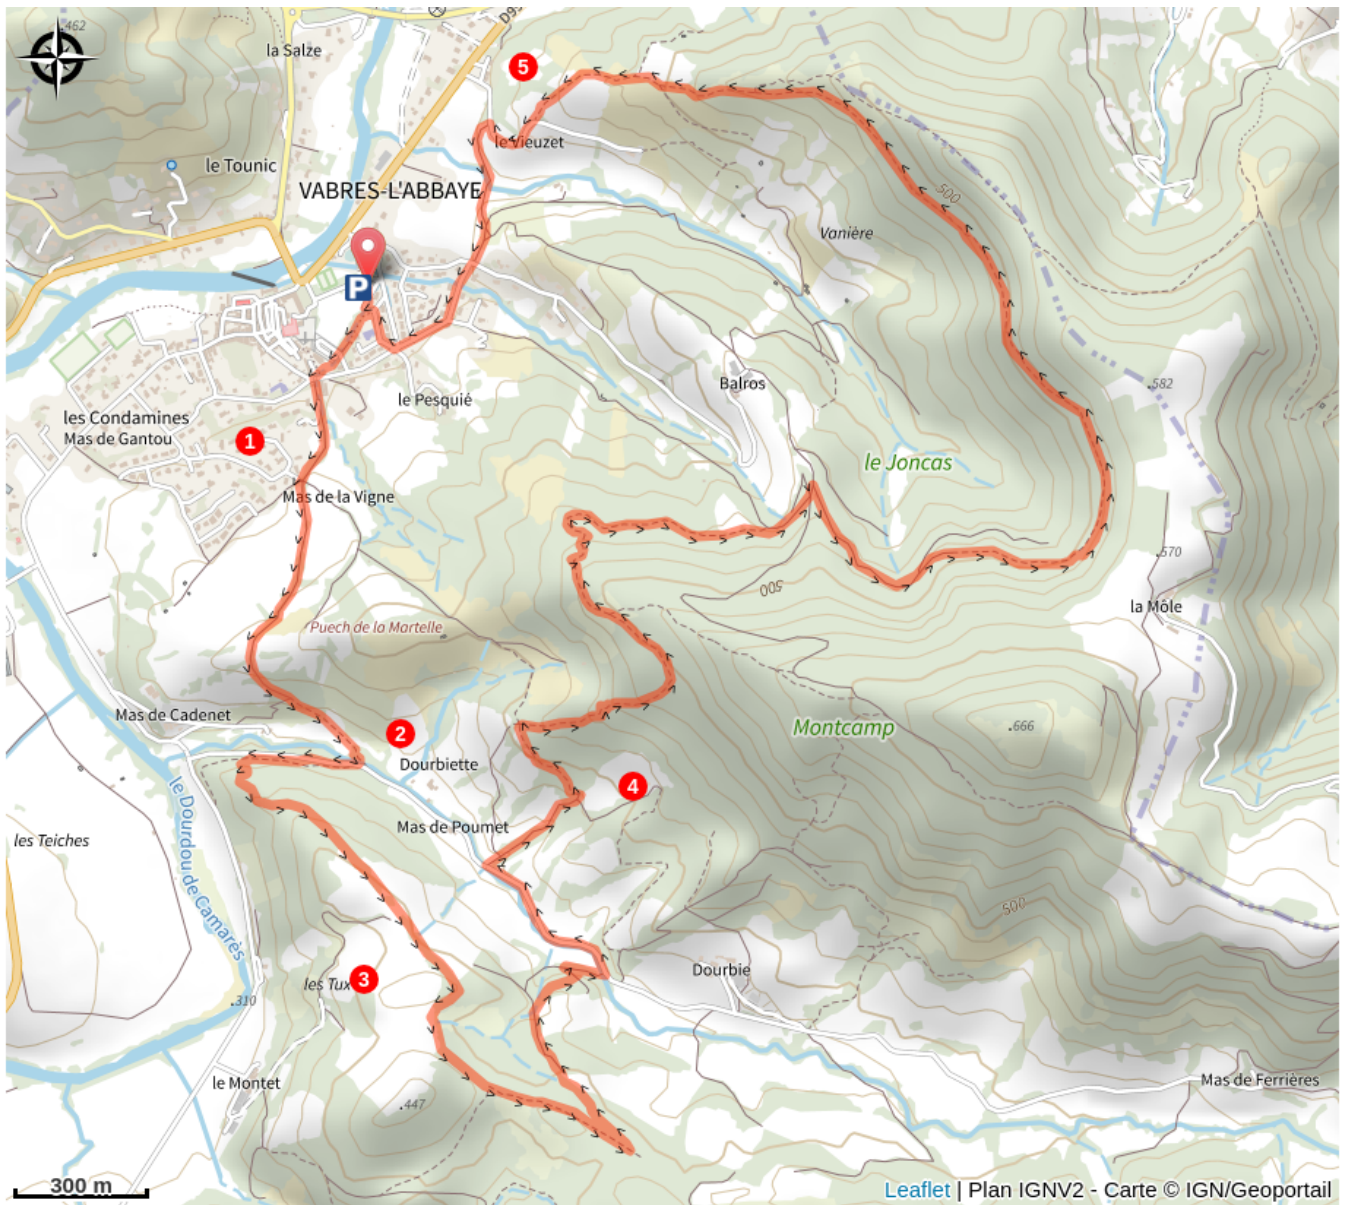 .462
la Salze
5
le Vieuzet
le Tounic
VABRES-L'ABBAYE
500
Vanière
P
.582
Balros
le Pesquié
les Condamines
Mas de Gantou
1
le Joncas
Mas de la Vigne
.570
500
la Môle
Puech de la Martelle
Mas de Cadenet
2
Montcamp
.666
Dourbiette
4
le Dourdou de Camarès
Mas de Poumet
les Teiches
500
Dourbie
les Tux
3
.310
le Montet
.447
Mas de Ferrières
300 m
Leaflet | Plan IGNV2 - Carte © IGN/Geoportail